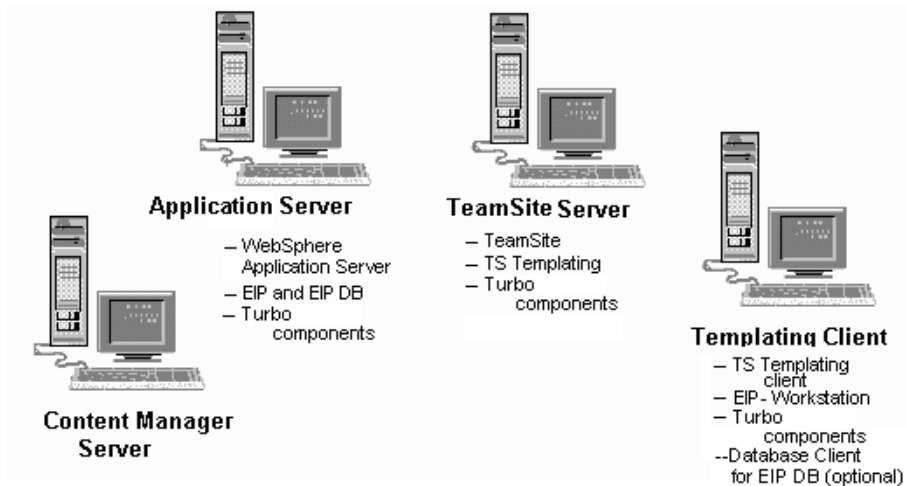 Application Server
– WebSphere
Application Server
– EIP and EIP DB
– Turbo
components
TeamSite Server
– TeamSite
– TS Templating
– Turbo
components
Templating Client
– TS Templating
client
– EIP- Workstation
– Turbo
components
--Database Client
for EIP DB (optional)
Content Manager
Server